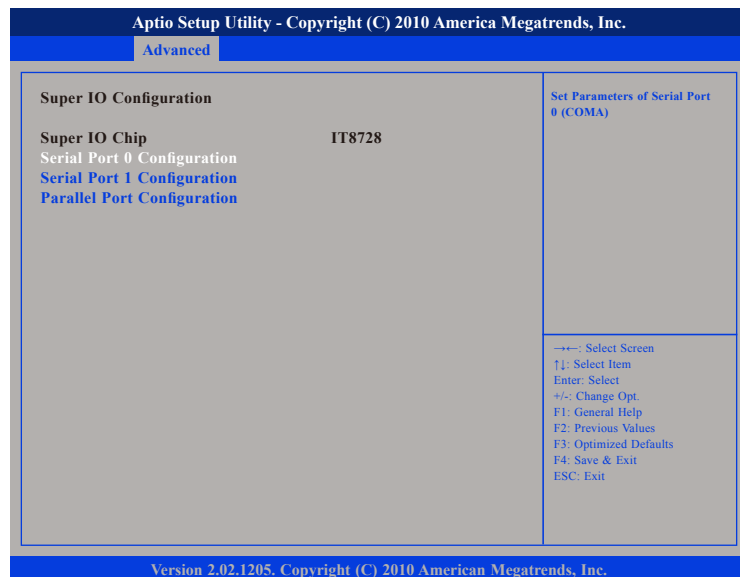 Aptio Setup Utility - Copyright (C) 2010 America Megatrends, Inc.
Advanced
Super IO Configuration
Super IO Chip IT8728
Serial Port 0 Configuration
Serial Port 1 Configuration
Parallel Port Configuration
Set Parameters of Serial Port
0 (COMA)
→←: Select Screen
↑↓: Select Item
Enter: Select
+/-: Change Opt.
F1: General Help
F2: Previous Values
F3: Optimized Defaults
F4: Save & Exit
ESC: Exit
Version 2.02.1205. Copyright (C) 2010 American Megatrends, Inc.